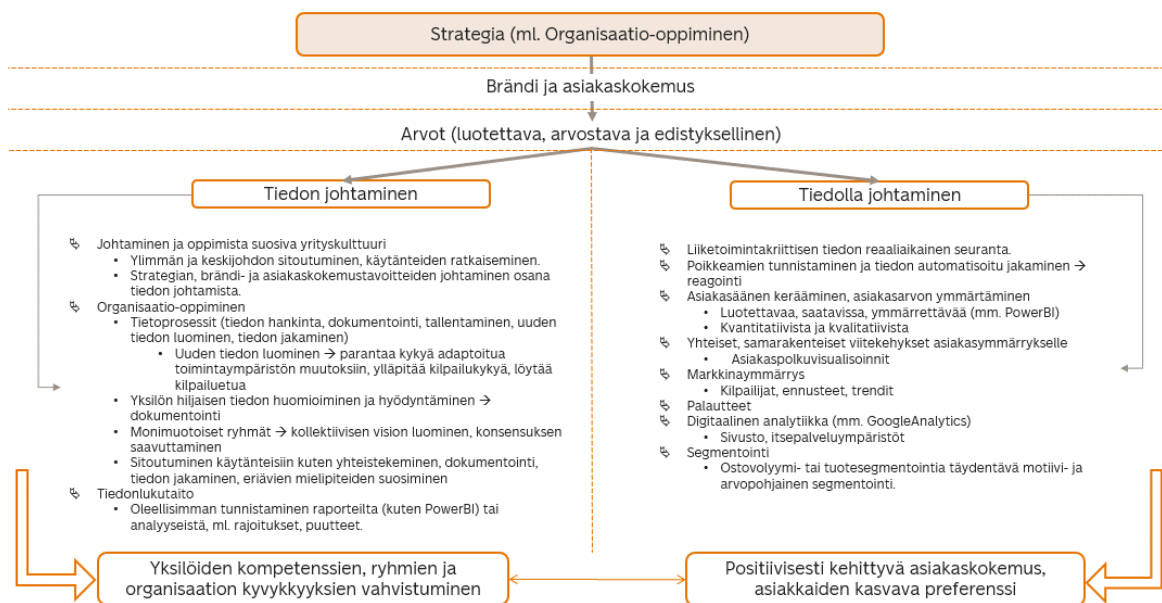 Strategia (ml. Organisaatio-oppiminen)
Brändi ja asiakaskokemus
Arvot (luotettava, arvostava ja edistyksellinen)
Tiedon johtaminen
Johtaminen ja oppimista suosiva yrityskulttuuri
• Ylimmän ja keskijohdon sitoutuminen, käytänteiden ratkaiseminen.
• Strategian, brändi- ja asiakaskokemustavoitteiden johtaminen osana
tiedon johtamista.
Organisaatio-oppiminen
• Tietoprosessit (tiedon hankinta, dokumentointi, tallentaminen, uuden
tiedon luominen, tiedon jakaminen)
• Uuden tiedon luominen → parantaa kykyä adaptoitua
toimintaympäristön muutoksiin, ylläpitää kilpailukykyä, löytää
kilpailuetua
• Yksilön hiljaisen tiedon huomioiminen ja hyödyntäminen →
dokumentointi
• Monimuotoiset ryhmät → kollektiivisen vision luominen, konsensuksen
saavuttaminen
• Sitoutuminen käytänteisiin kuten yhteistekeminen, dokumentointi,
tiedon jakaminen, eriävien mielipiteiden suosiminen
Tiedonlukutaito
• Oleellisimman tunnistaminen raporteilta (kuten PowerBI) tai
analyyseistä, ml. rajoitukset, puutteet.
Yksilöiden kompetenssien, ryhmien ja
organisaation kyvykkyyksien vahvistuminen
Tiedolla johtaminen
Liiketoimintakriittisen tiedon reaaliaikainen seuranta.
Poikkeamien tunnistaminen ja tiedon automatisoitu jakaminen →
reagointi
Asiakasäänen kerääminen, asiakasarvon ymmärtäminen
• Luotettavaa, saatavissa, ymmärrettävää (mm. PowerBI)
• Kvantitatiivista ja kvalitatiivista
Yhteiset, samarakenteiset viitekehykset asiakasymmärrykselle
• Asiakaspolkuvisualisoinnit
Markkinaymmärrys
• Kilpailijat, ennusteet, trendit
Palautteet
Digitaalinen analytiikka (mm. GoogleAnalytics)
• Sivusto, itsepalveluympäristöt
Segmentointi
• Ostovolyymi- tai tuotesegmentointia täydentävä motiivi- ja
arvopohjainen segmentointi.
Positiivisesti kehittyvä asiakaskokemus,
asiakkaiden kasvava preferenssi